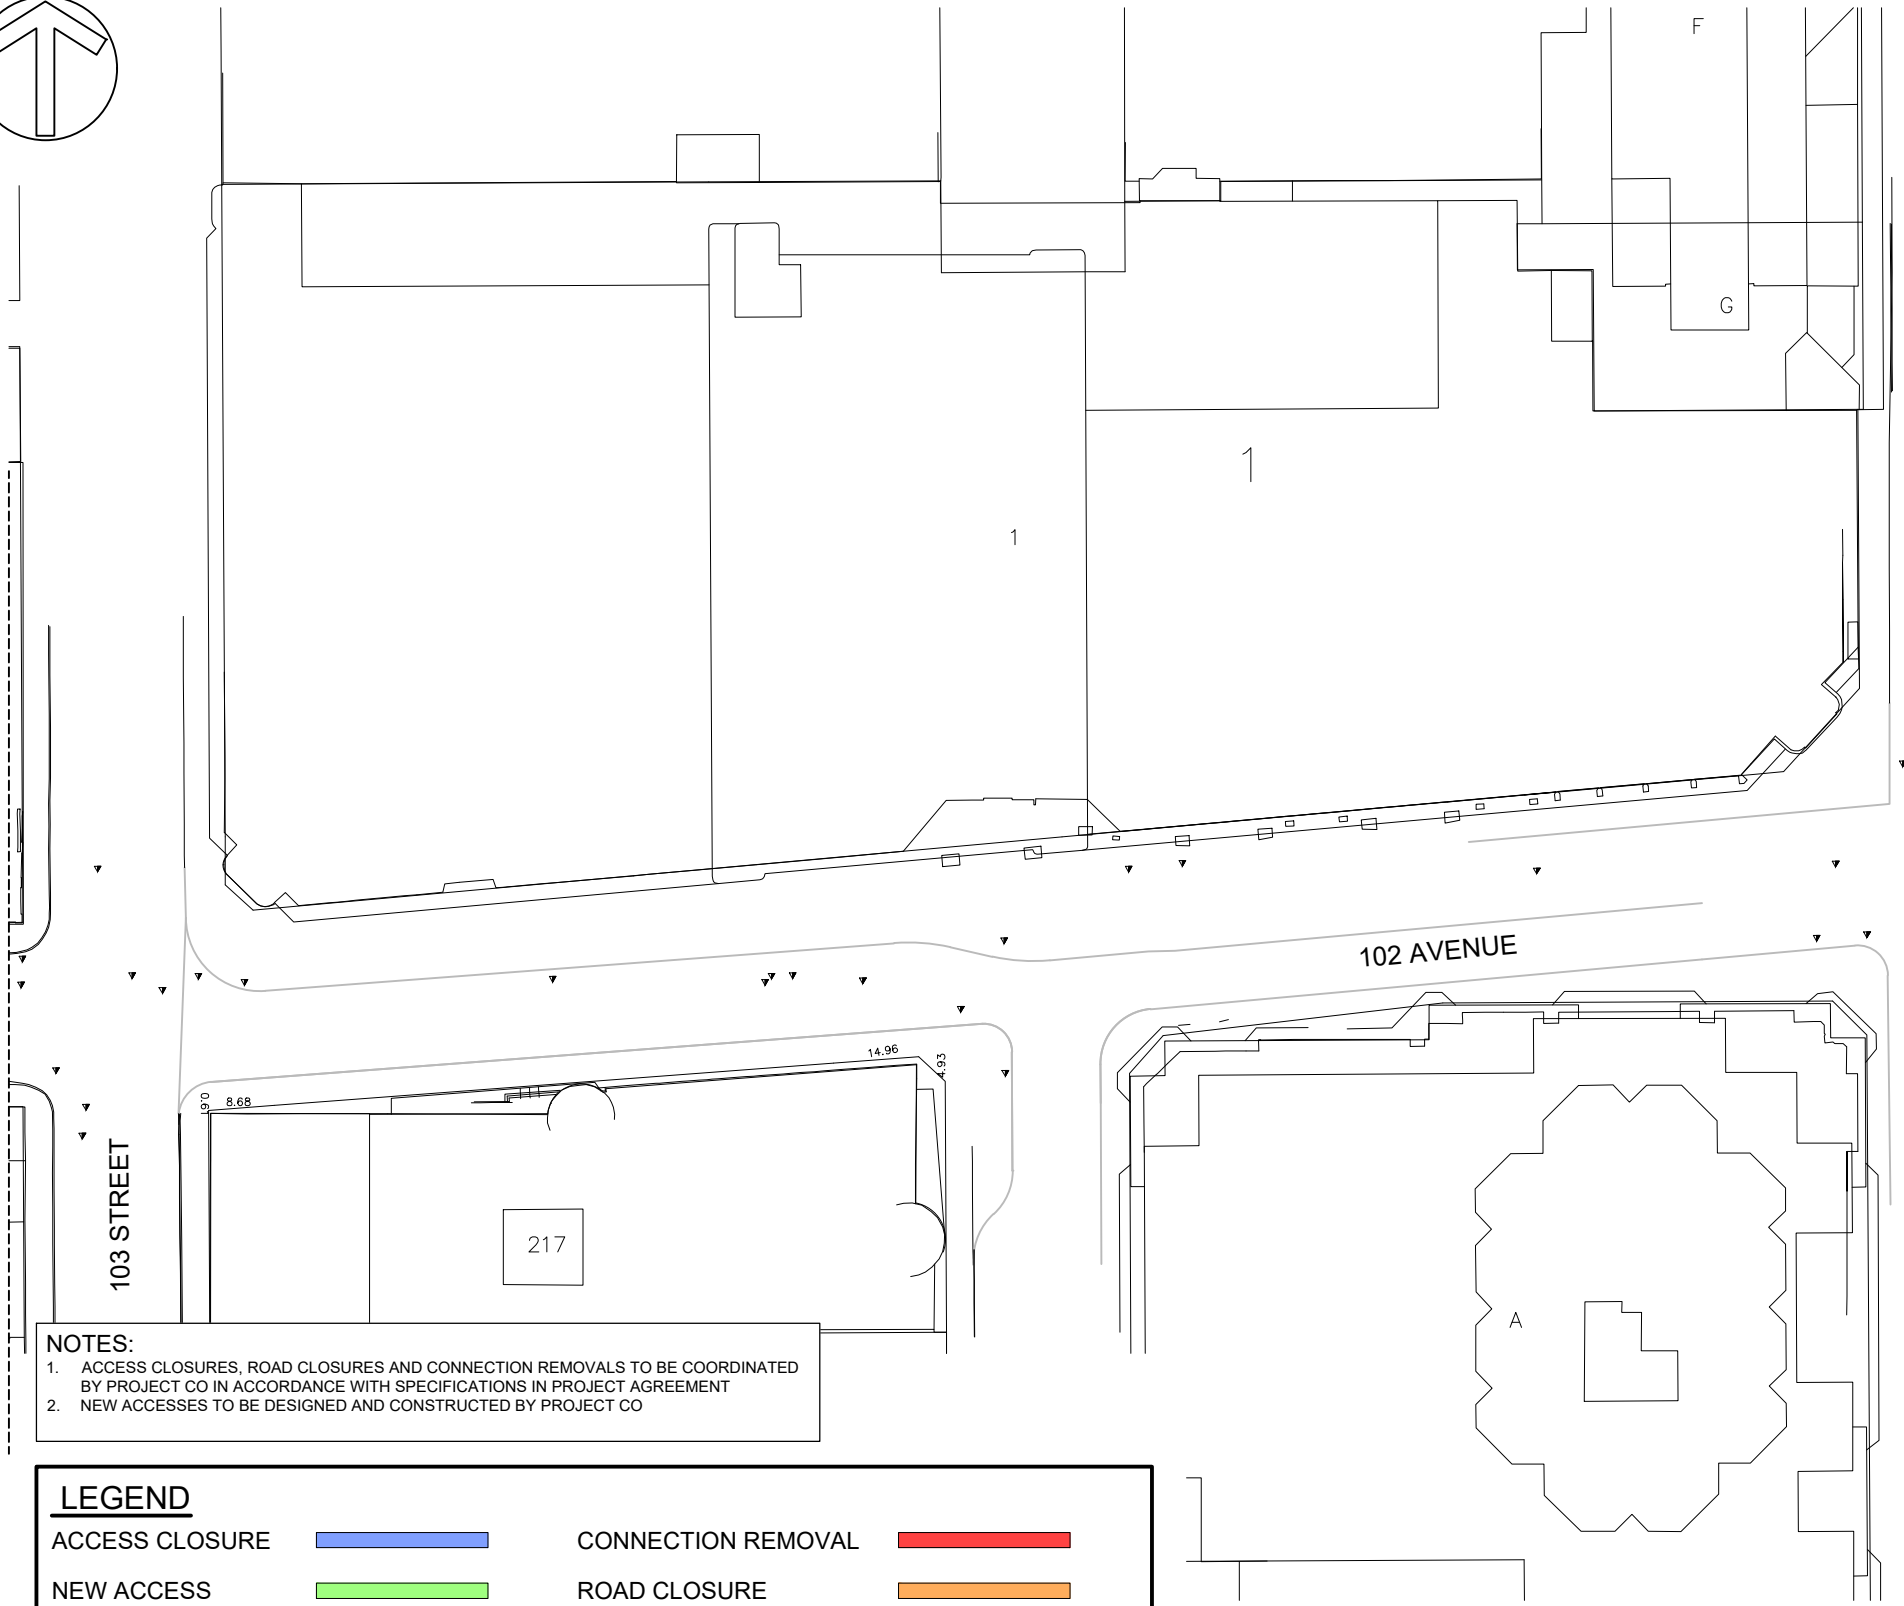 F
G
1
1
102 AVENUE
14.96
4.93
0.61
8.68
103 STREET
217
A
NOTES:
1. ACCESS CLOSURES, ROAD CLOSURES AND CONNECTION REMOVALS TO BE COORDINATED
BY PROJECT CO IN ACCORDANCE WITH SPECIFICATIONS IN PROJECT AGREEMENT
2. NEW ACCESSES TO BE DESIGNED AND CONSTRUCTED BY PROJECT CO
LEGEND
ACCESS CLOSURE
CONNECTION REMOVAL
NEW ACCESS
ROAD CLOSURE